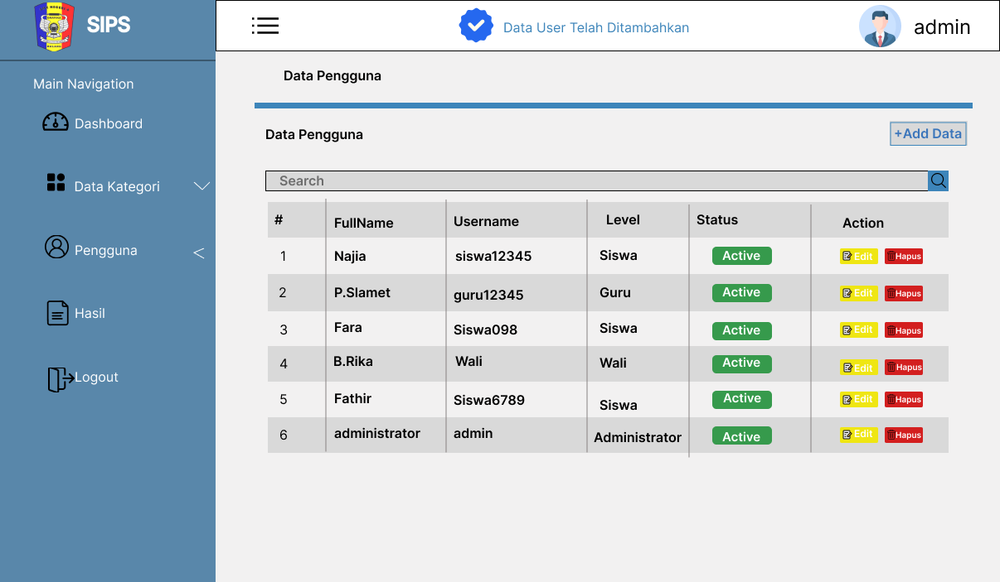 SIPS
Data User Telah Ditambahkan
admin
Main Navigation
Dashboard
Data Kategori
Pengguna
<
Hasil
Logout
Data Pengguna
Data Pengguna
+Add Data
Search
# FullName Username Level Status Action
1 Najia siswa12345 Siswa Active Edit Hapus
2 P.Slamet guru12345 Guru Active Edit Hapus
3 Fara Siswa098 Siswa Active Edit Hapus
4 B.Rika Wali Wali Active Edit Hapus
5 Fathir Siswa6789 Siswa Active Edit Hapus
6 administrator admin Administrator Active Edit Hapus